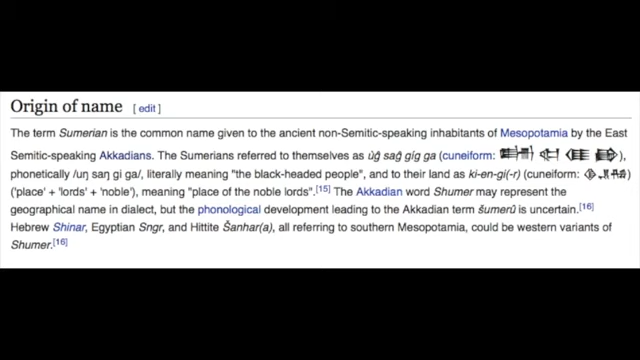 Origin of name [ edit ]
The term Sumerian is the common name given to the ancient non-Semitic-speaking inhabitants of Mesopotamia by the East
Semitic-speaking Akkadians. The Sumerians referred to themselves as ùĝ saĝ gíg ga (cuneiform:
phonetically /uŋ saŋ gi ga/, literally meaning "the black-headed people", and to their land as ki-en-gi(-r) (cuneiform:
('place' + 'lords' + 'noble'), meaning "place of the noble lords".[15] The Akkadian word Shumer may represent the
geographical name in dialect, but the phonological development leading to the Akkadian term šumerû is uncertain.[16]
Hebrew Shinar, Egyptian Sngr, and Hittite Šanhar(a), all referring to southern Mesopotamia, could be western variants of
Shumer.[16]